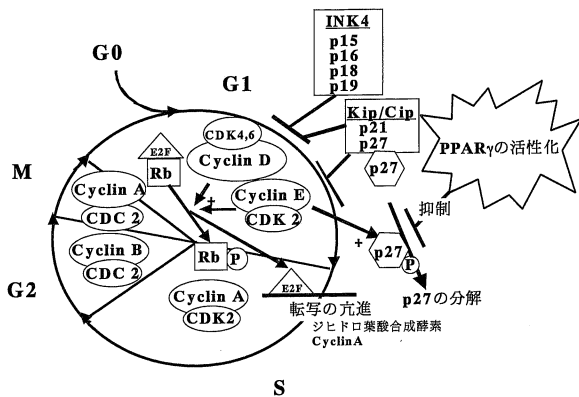 INK4
p15
p16
p18
p19
G0
G1
Kip/Cip
p21
p27
p27
PPARγの活性化
CDK4,6
Cyclin D
E2F
Rb
M
Cyclin A
CDC 2
Cyclin E
CDK 2
+
抑制
+
p27
P
Rb
P
Cyclin B
CDC 2
G2
E2F
p27の分解
Cyclin A
CDK2
転写の亢進
ジヒドロ葉酸合成酵素
CyclinA
S